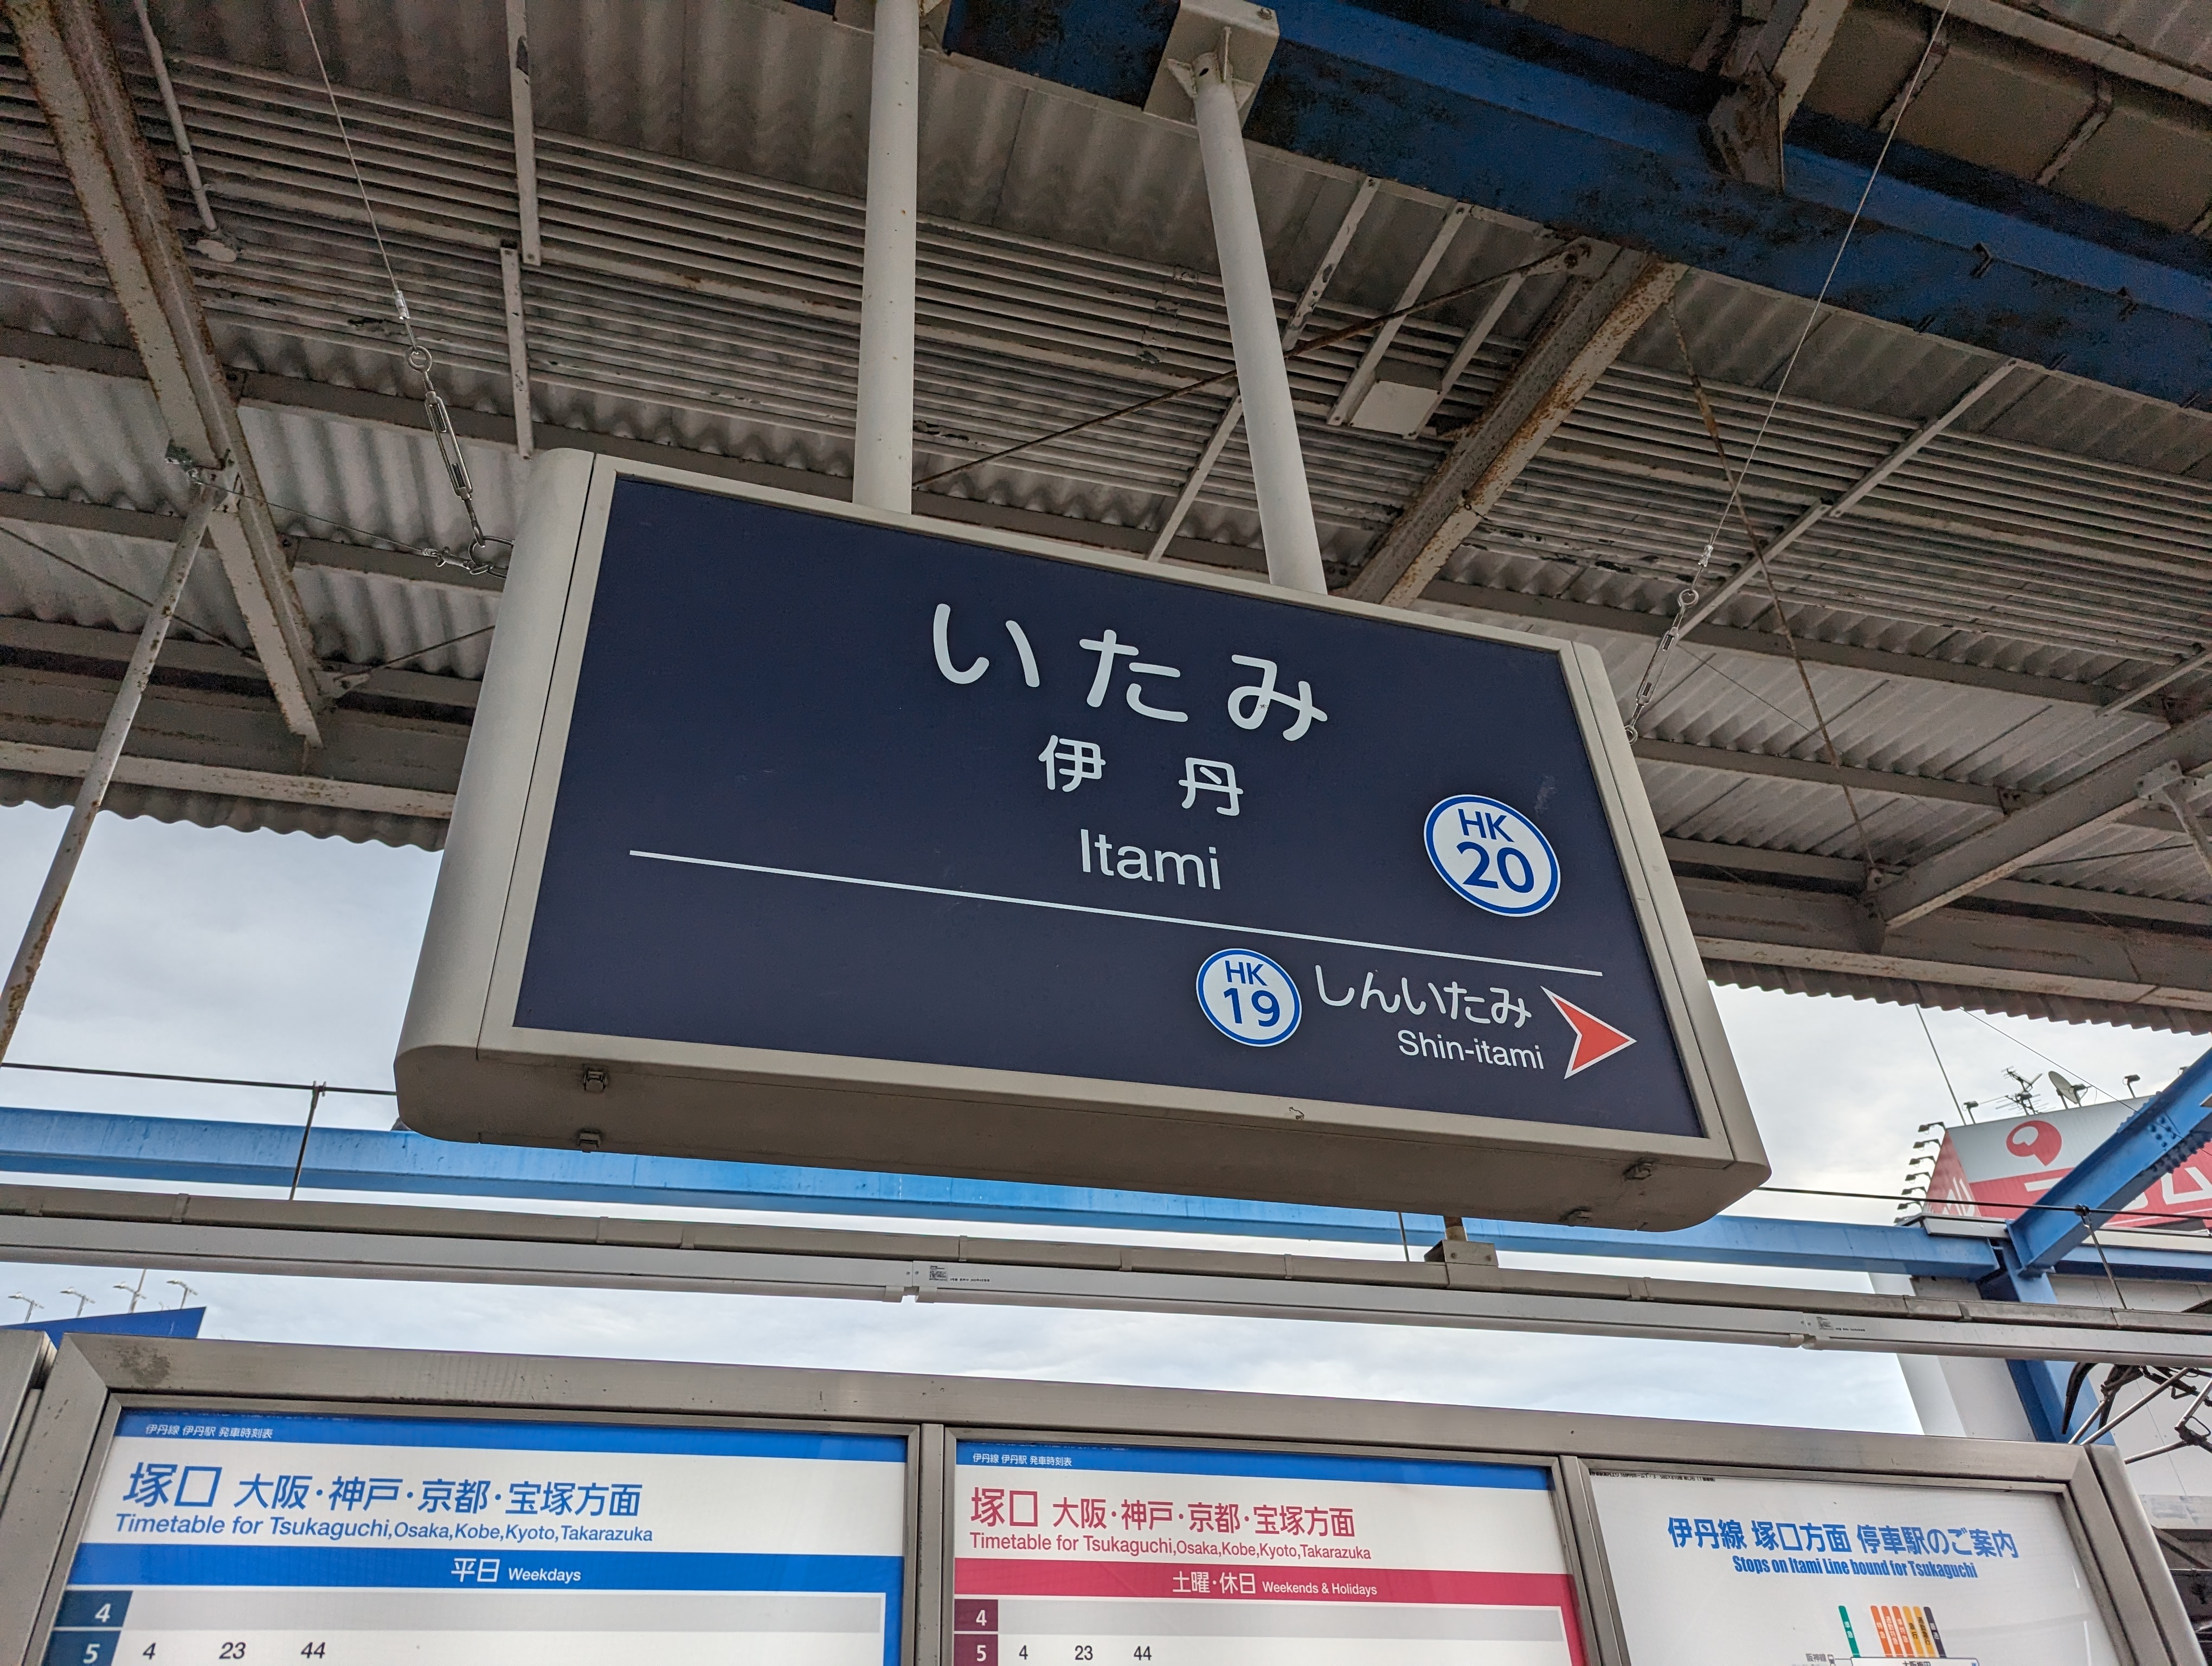 いたみ
伊丹
Itami
HK
20
HK
19
しんいたみ
Shin-itami
伊丹線 伊丹駅 発車時刻表
塚口 大阪・神戸・京都・宝塚方面
Timetable for Tsukaguchi,Osaka,Kobe,Kyoto,Takarazuka
平日 Weekdays
4
5 4 23 44
伊丹線 伊丹駅 発車時刻表
塚口 大阪・神戸・京都・宝塚方面
Timetable for Tsukaguchi,Osaka,Kobe,Kyoto,Takarazuka
土曜・休日 Weekends & Holidays
4
5 4 23 44
伊丹線 塚口方面 停車駅のご案内
Stops on Itami Line bound for Tsukaguchi